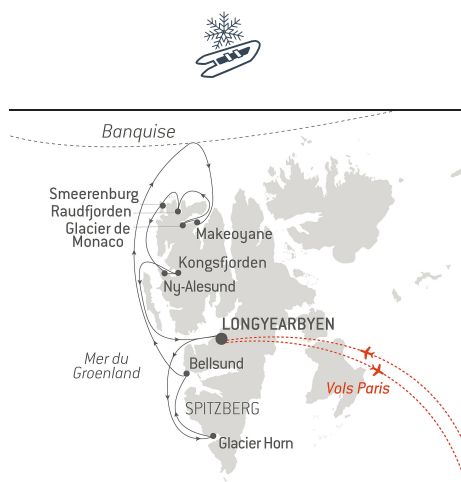 Banquise
Smeerenburg
Raudfjorden
Glacier de
Monaco
Makeoyane
Kongsfjorden
Ny-Alesund
LONGYEARBYEN
Mer du
Groenland
Bellsund
Vols Paris
SPITZBERG
Glacier Horn